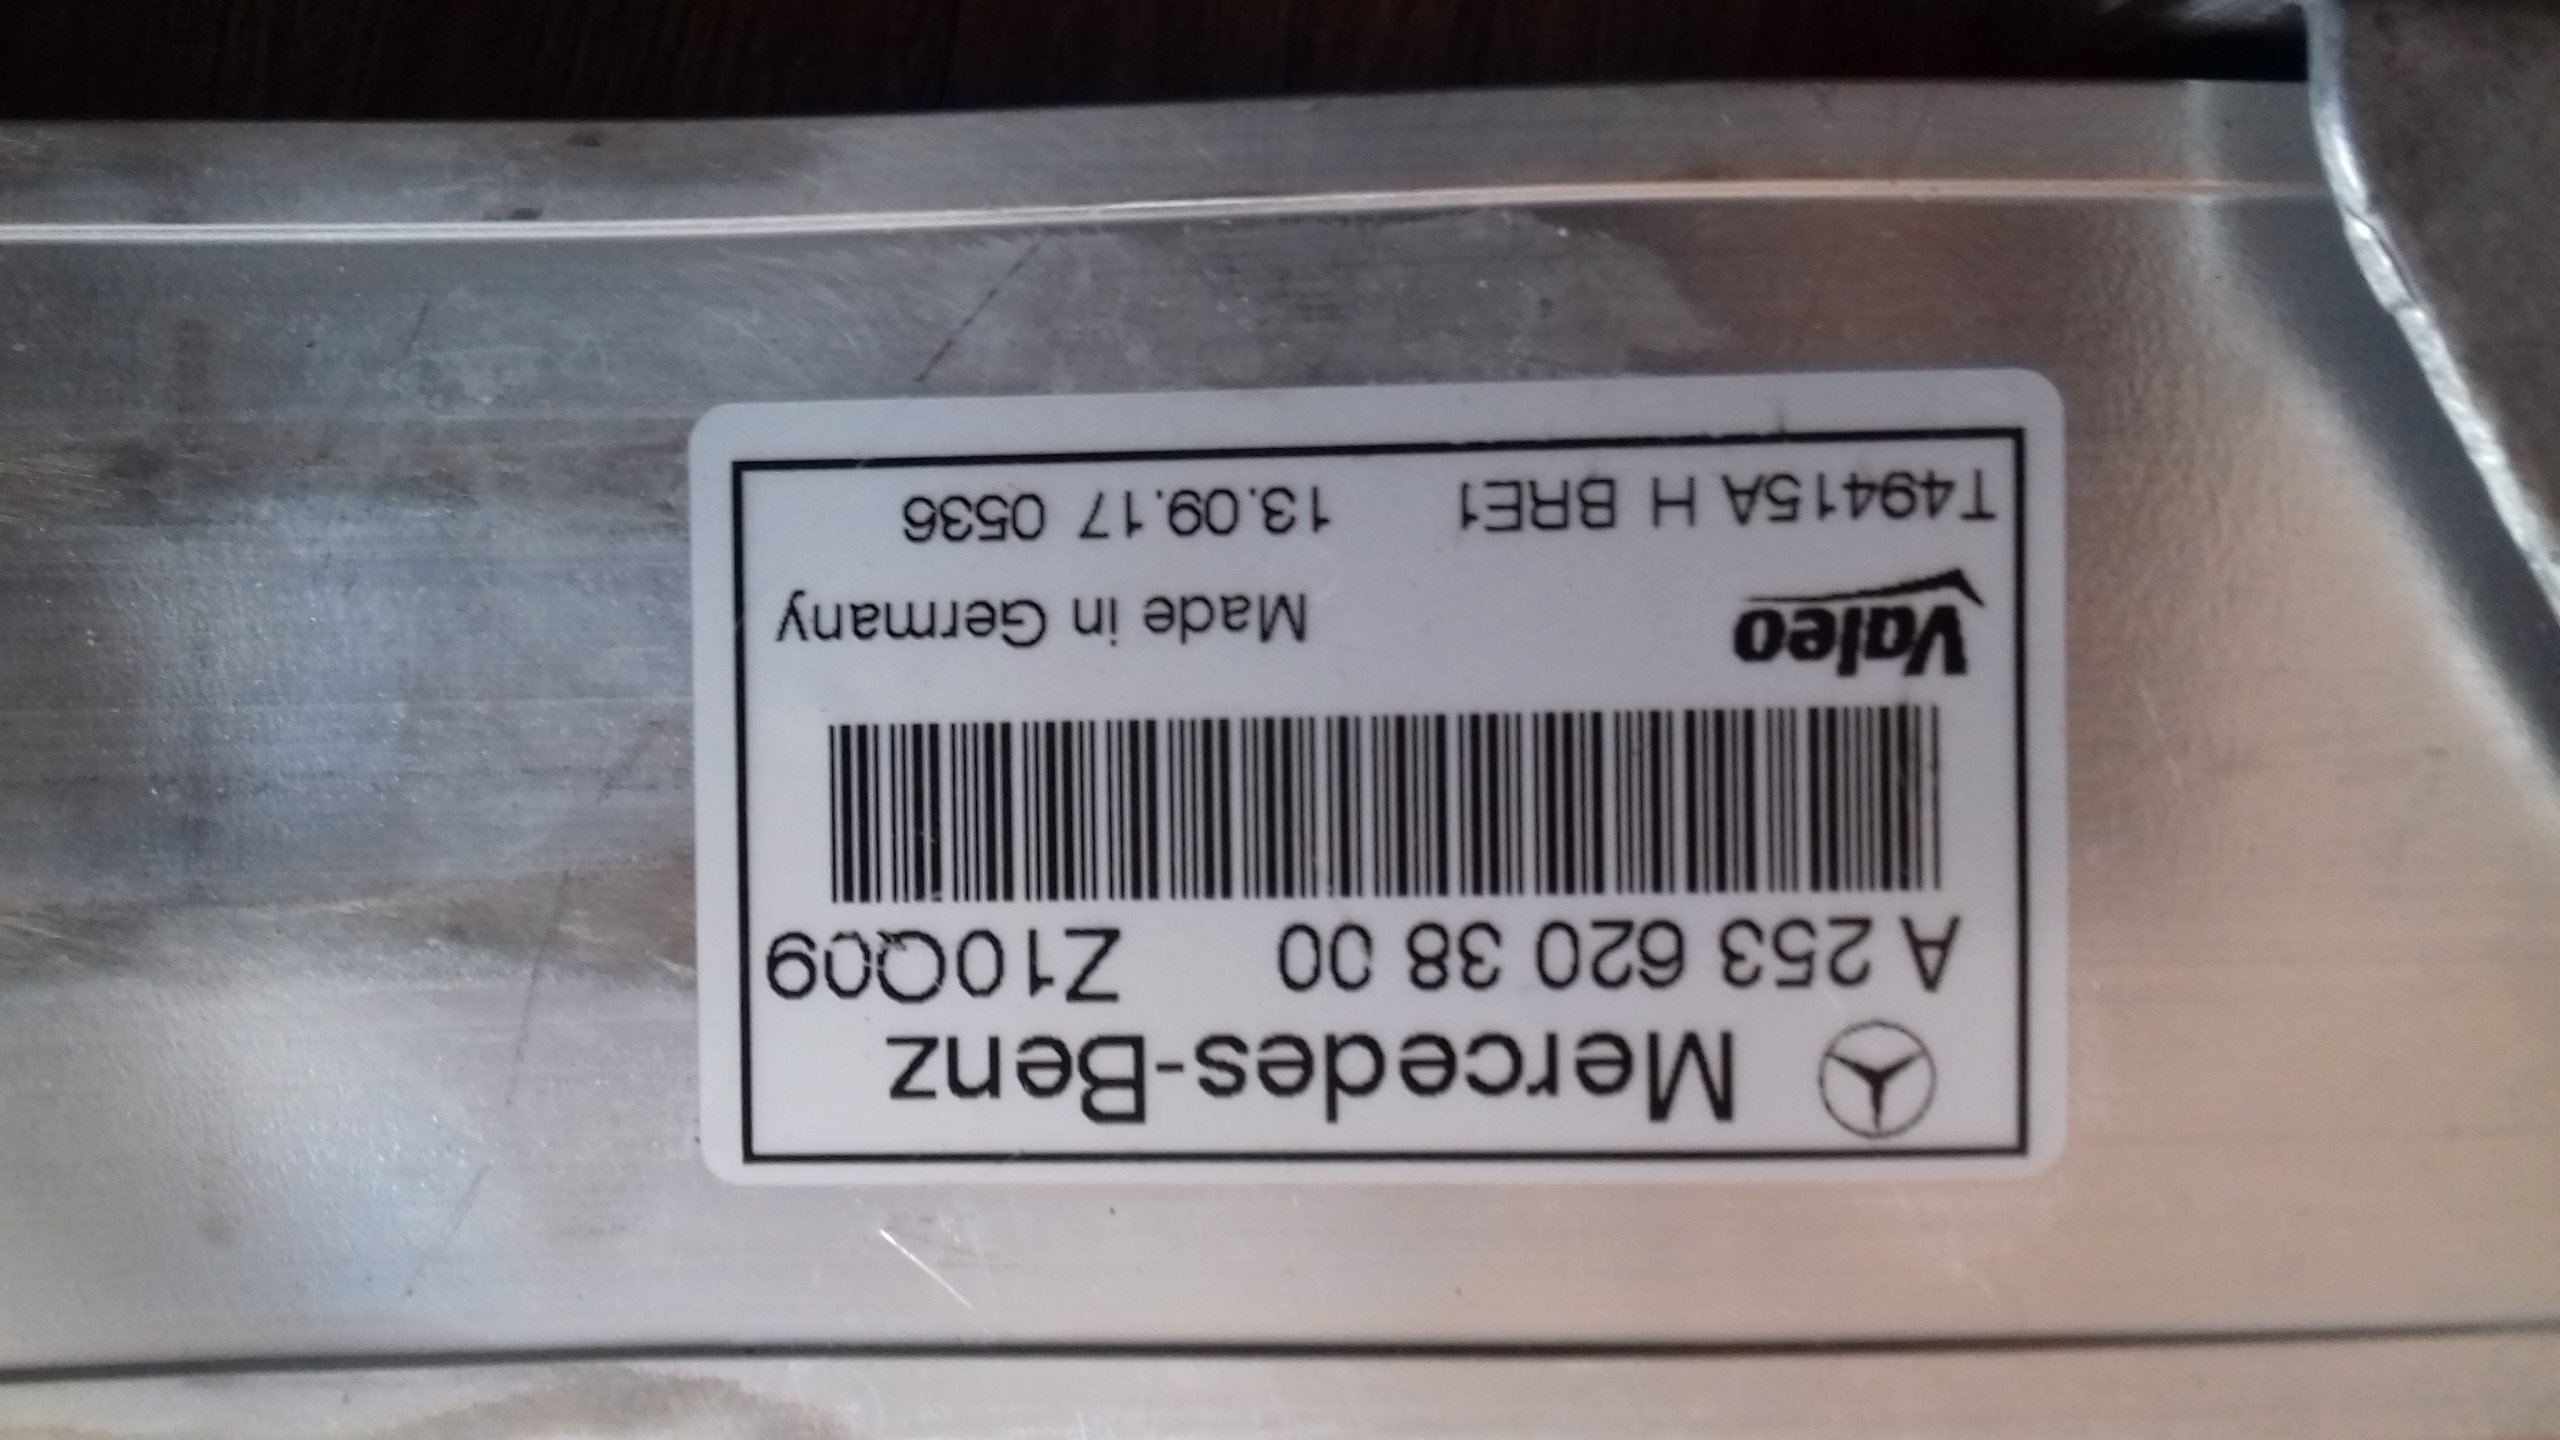 Mercedes-Benz
A 253 620 38 00 Z10Q09
Valeo Made in Germany
T49415A H BRE1 13.09.17 0536